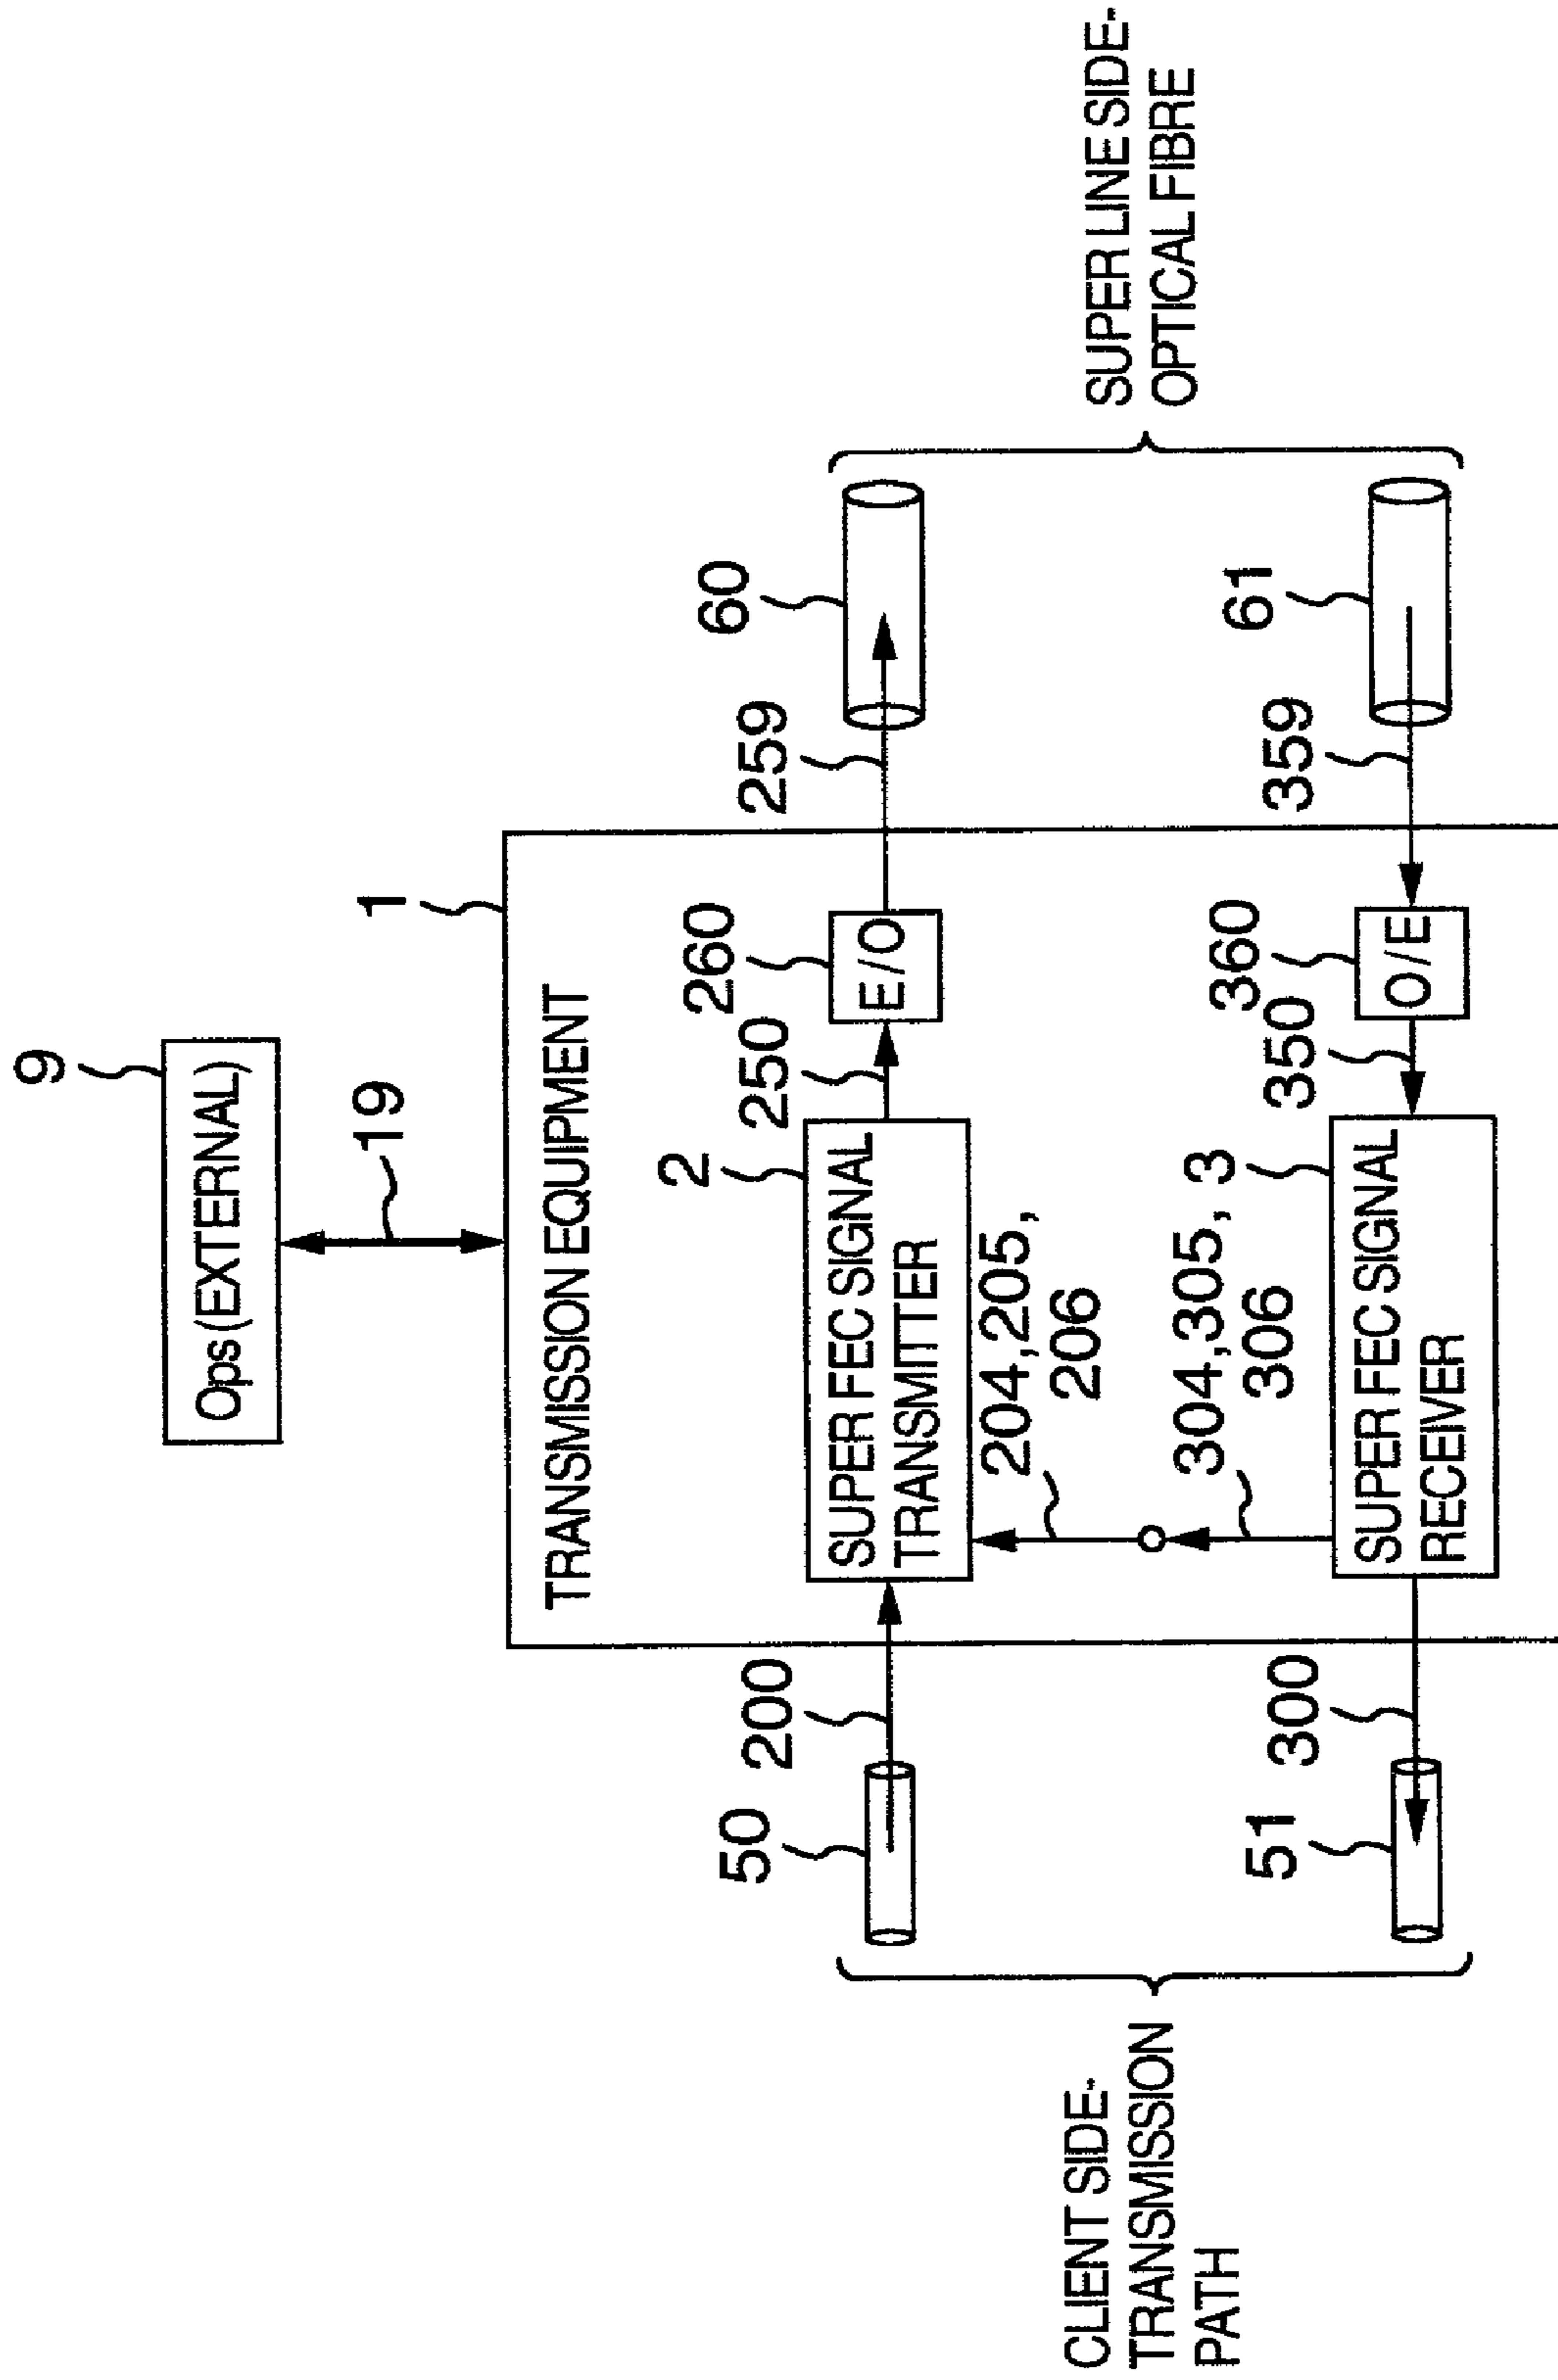 9
Ops (EXTERNAL)
19
1
TRANSMISSION EQUIPMENT
2
260
60
50
200
250
259
SUPER FEC SIGNAL
TRANSMITTER
E/O
204,205,
206
304,305,
306
3
51
300
350
360
359
61
SUPER FEC SIGNAL
RECEIVER
O/E
CLIENT SIDE-
TRANSMISSION
PATH
SUPER LINE SIDE-
OPTICAL FIBRE